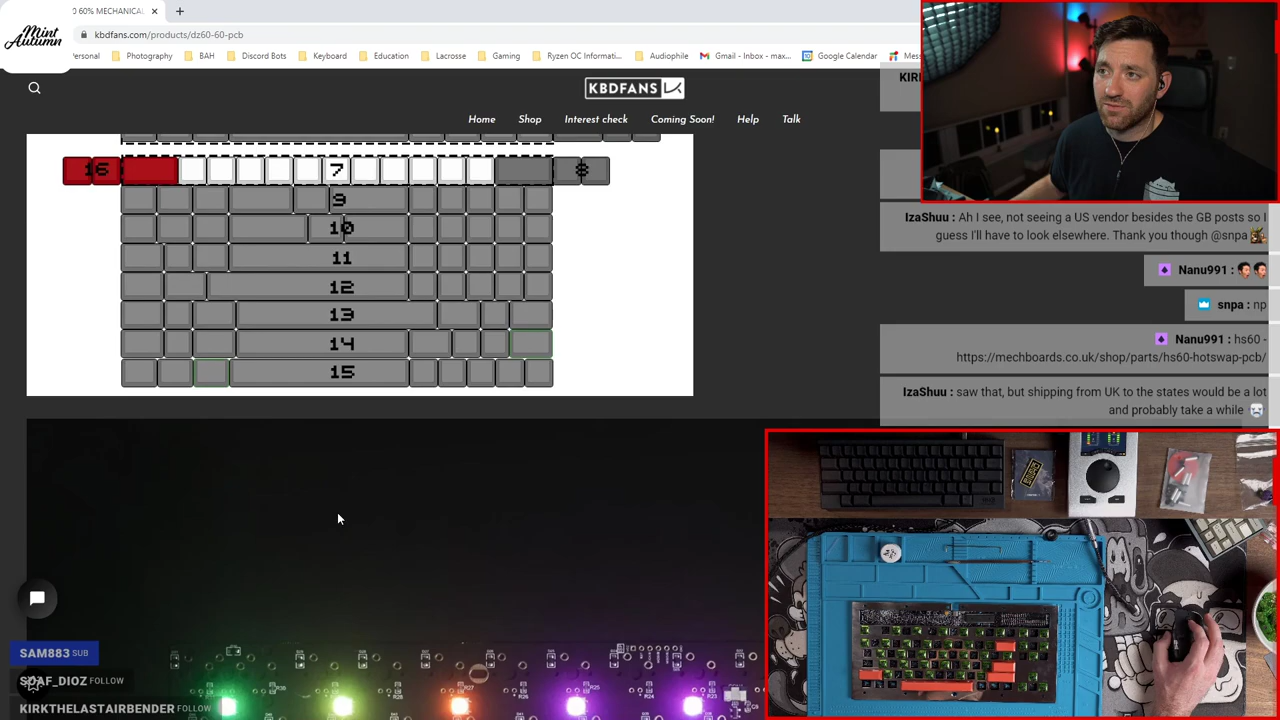 Mint Autumn
0 60% MECHANICAL
kbdfans.com/products/dz60-60-pcb
Personal Photography BAH Discord Bots Keyboard Education Lacrosse Gaming Ryzen OC Informati... Audiophile Gmail - Inbox - max... Google Calendar Meet
KBDFANS
Home Shop Interest check Coming Soon! Help Talk
16 7 8
9
10
11
12
13
14
15
KIR
IzaShuu : Ah I see, not seeing a US vendor besides the GB posts so I
guess I'll have to look elsewhere. Thank you though @snpa
Nanu991 :
snpa : np
Nanu991 : hs60 -
https://mechboards.co.uk/shop/parts/hs60-hotswap-pcb/
IzaShuu : saw that, but shipping from UK to the states would be a lot
and probably take a while
SAM883 SUB
FOLLOW
KIRKTHELASTAIRBENDER FOLLOW